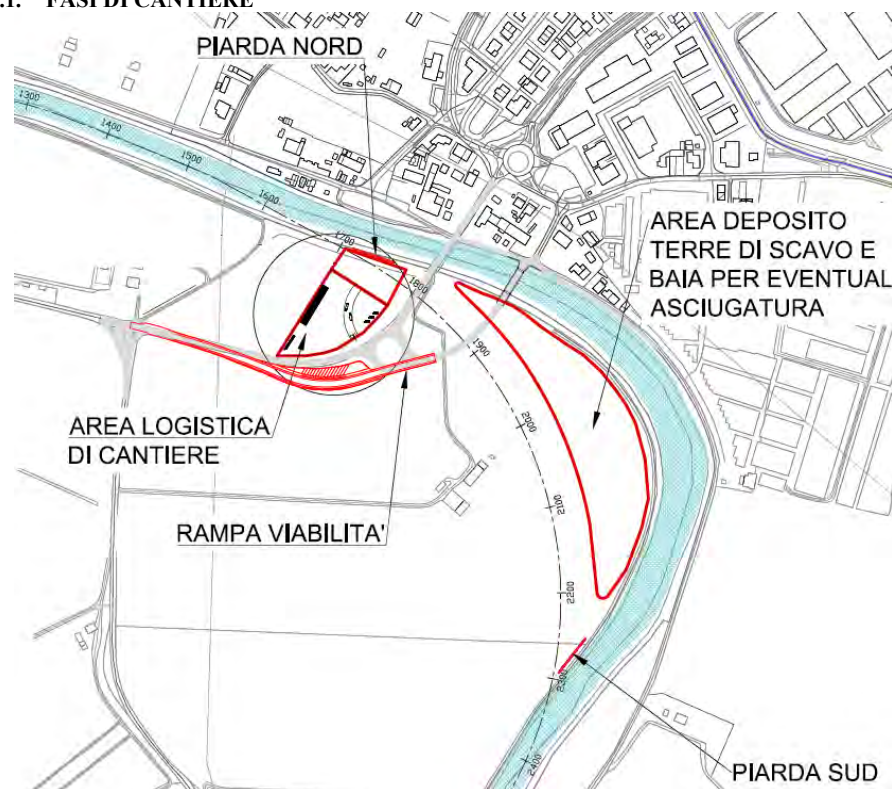 .1. FASI DI CANTIERE
PIARDA NORD
1300
1400
1500
1600
1700
1800
1900
2000
2100
2200
2300
2400
AREA DEPOSITO
TERRE DI SCAVO E
BAIA PER EVENTUAL
ASCIUGATURA
AREA LOGISTICA
DI CANTIERE
RAMPA VIABILITA'
PIARDA SUD